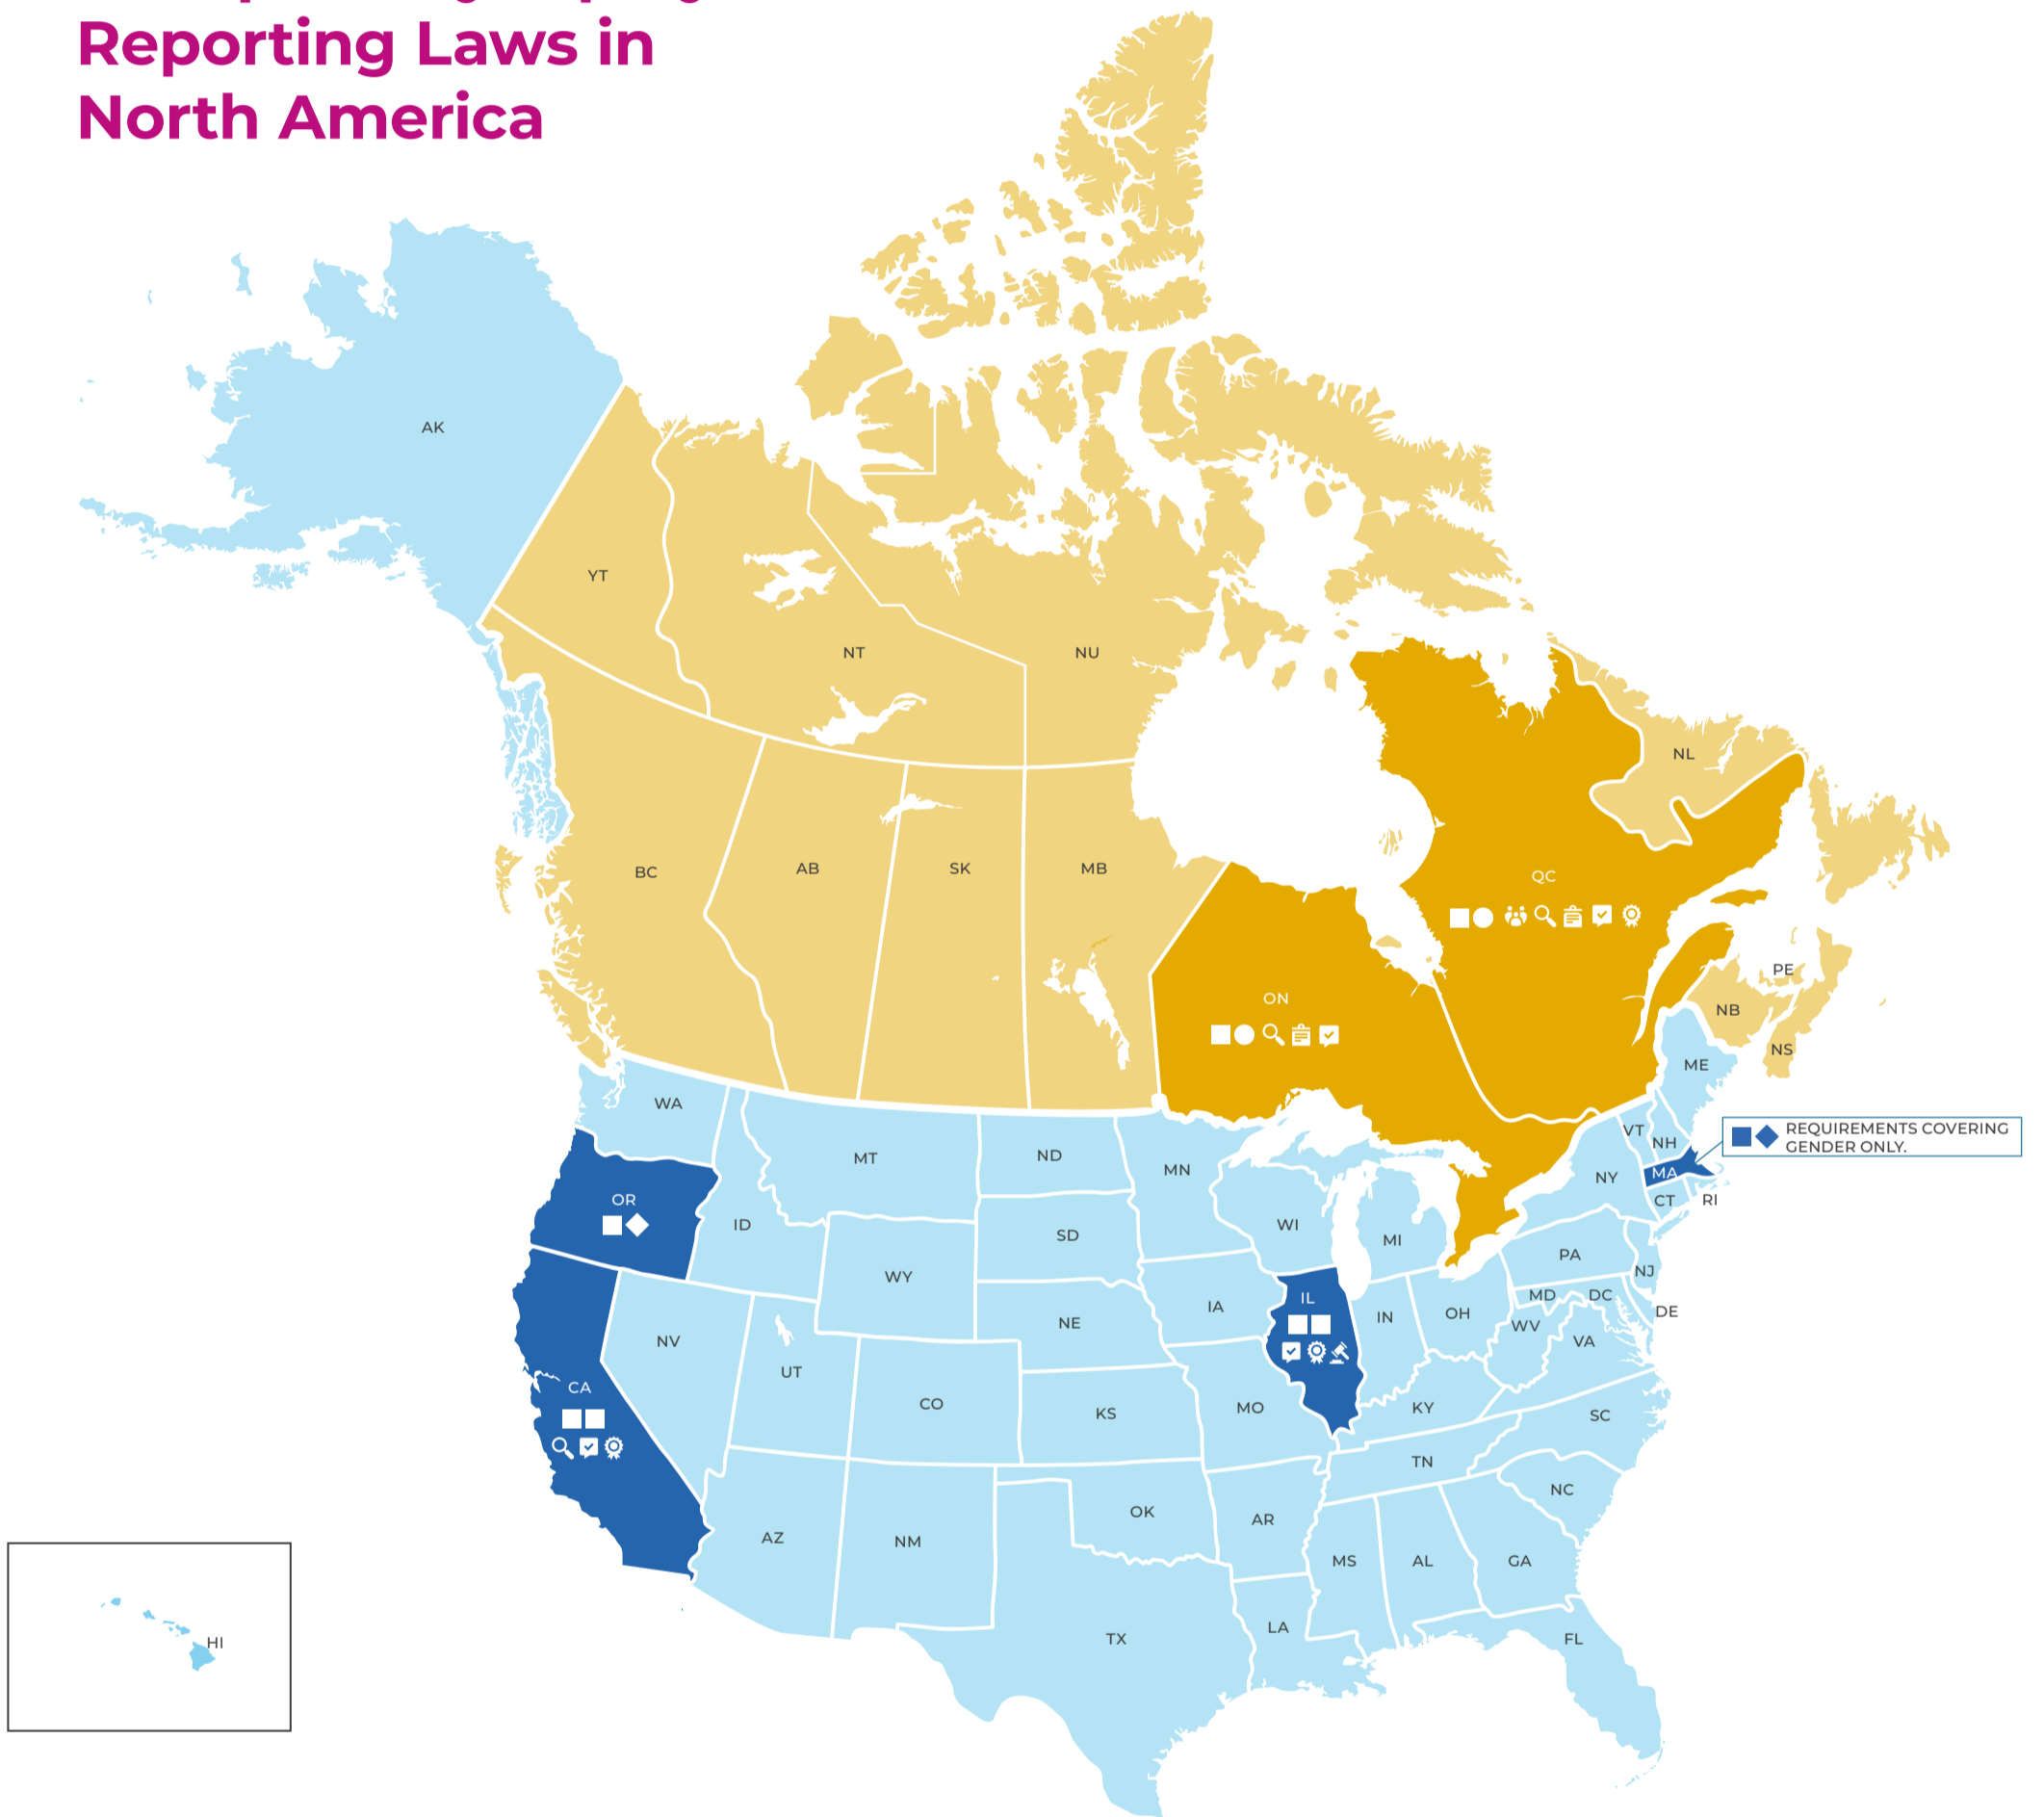 Reporting Laws in
North America
AK
YT
NT
NU
NL
BC
AB
SK
MB
QC
ON
PE
NB
NS
ME
WA
MT
ND
MN
VT
NH
REQUIREMENTS COVERING
GENDER ONLY.
OR
ID
SD
WI
MI
NY
MA
CT
RI
WY
PA
NJ
NV
NE
IA
IL
IN
OH
MD
DC
DE
WV
VA
UT
CA
CO
KS
MO
KY
SC
TN
NC
AZ
NM
OK
AR
MS
AL
GA
HI
TX
LA
FL